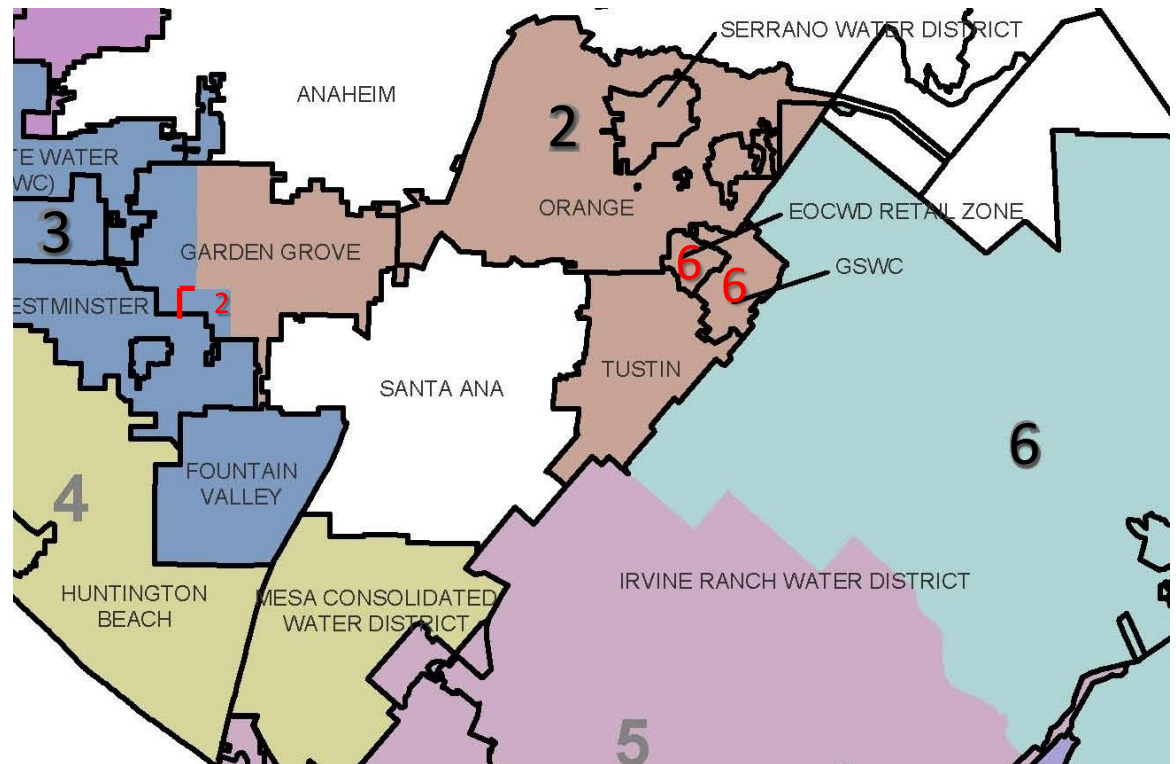 SERRANO WATER DISTRICT
ANAHEIM
2
TE WATER
WC)
ORANGE
EOCWD RETAIL ZONE
3
GARDEN GROVE
6
GSWC
6
ESTMINSTER
2
TUSTIN
SANTA ANA
6
FOUNTAIN
VALLEY
4
IRVINE RANCH WATER DISTRICT
HUNTINGTON
BEACH
MESA CONSOLIDATED
WATER DISTRICT
5